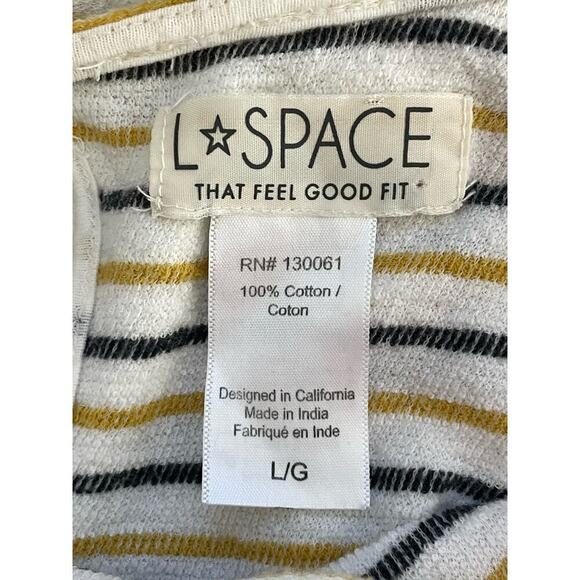 L☆SPACE
THAT FEEL GOOD FIT
RN# 130061
100% Cotton /
Coton
Designed in California
Made in India
Fabriqué en Inde
L/G